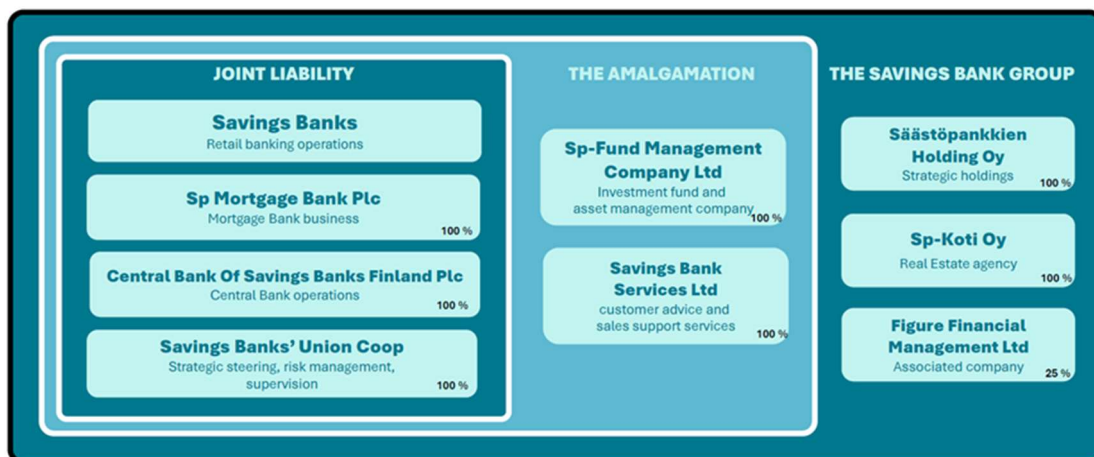 JOINT LIABILITY
Savings Banks
Retail banking operations
Sp Mortgage Bank Plc
Mortgage Bank business
100 %
Central Bank Of Savings Banks Finland Plc
Central Bank operations
100 %
Savings Banks’ Union Coop
Strategic steering, risk management,
supervision
100 %
THE AMALGAMATION
Sp-Fund Management
Company Ltd
Investment fund and
asset management company
100 %
Savings Bank
Services Ltd
customer advice and
sales support services
100 %
THE SAVINGS BANK GROUP
Säästöpankkien
Holding Oy
Strategic holdings
100 %
Sp-Koti Oy
Real Estate agency
100 %
Figure Financial
Management Ltd
Associated company
25 %